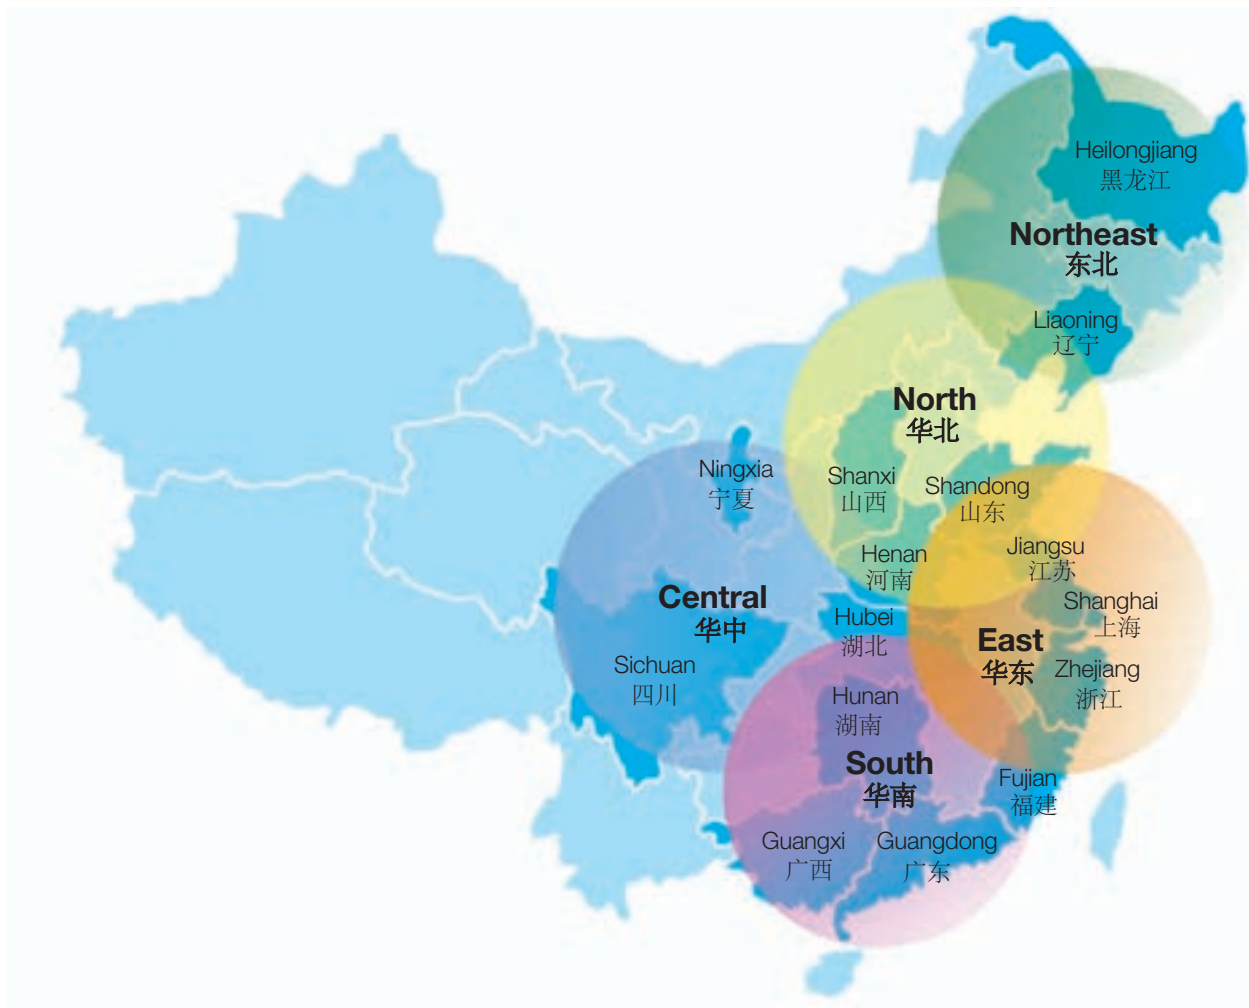 Heilongjiang
黑龙江
Northeast
东北
Liaoning
辽宁
North
华北
Ningxia
宁夏
Shanxi
山西
Shandong
山东
Henan
河南
Jiangsu
江苏
Central
华中
Shanghai
上海
Hubei
湖北
East
华东
Sichuan
四川
Zhejiang
浙江
Hunan
湖南
South
华南
Fujian
福建
Guangxi
广西
Guangdong
广东